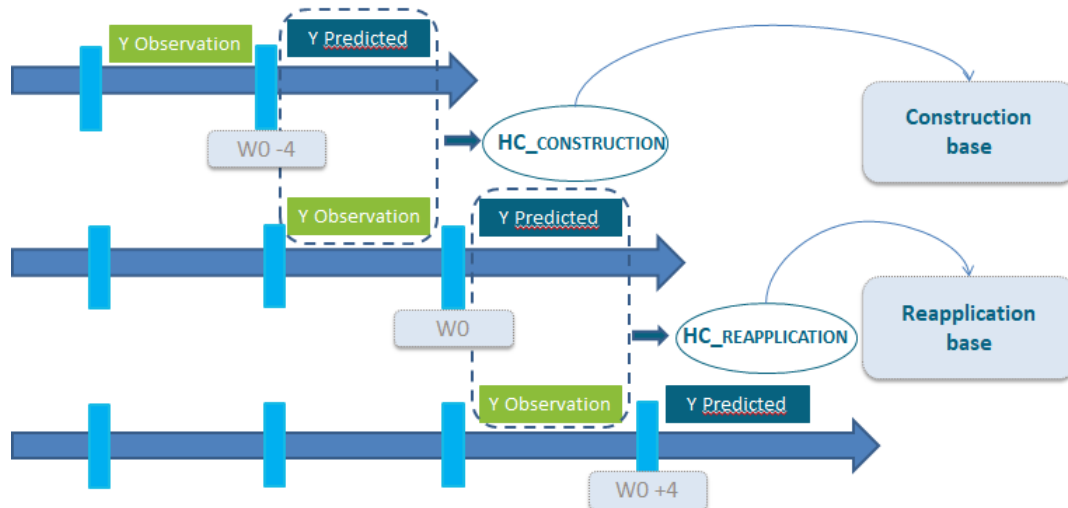 Y Observation
Y Predicted
W0 -4
HC_CONSTRUCTION
Construction
base
Y Observation
Y Predicted
W0
HC_REAPPLICATION
Reapplication
base
Y Observation
Y Predicted
W0 +4